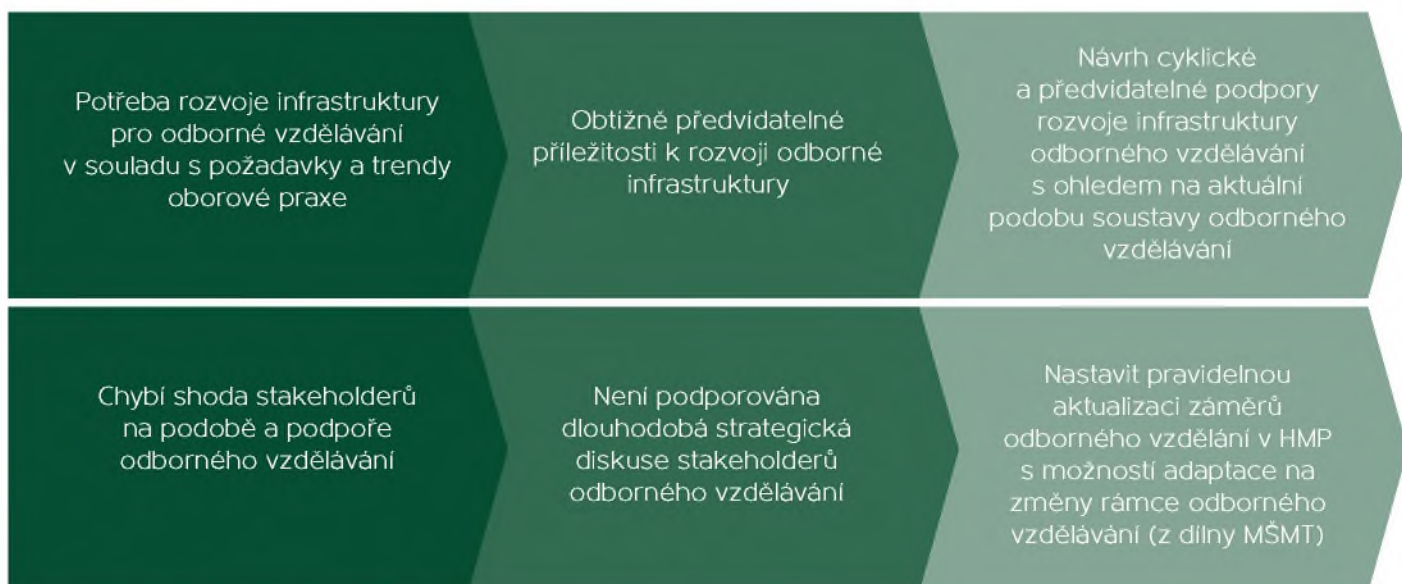 Potřeba rozvoje infrastruktury
pro odborné vzdělávání
v souladu s požadavky a trendy
oborové praxe
Obtížně předvidatelné
příležitosti k rozvoji odborné
infrastruktury
Návrh cyklické
a předvidatelné podpory
rozvoje infrastruktury
odborného vzdělávání
s ohledem na aktuální
podobu soustavy odborného
vzdělávání
Chybí shoda stakeholderů
na podobě a podpoře
odborného vzdělávání
Není podporována
dlouhodobá strategická
diskuse stakeholderů
odborného vzdělávání
Nastavit pravidelnou
aktualizaci záměrů
odborného vzdělání v HMP
s možností adaptace na
změny rámce odborného
vzdělávání (z dílny MŠMT)